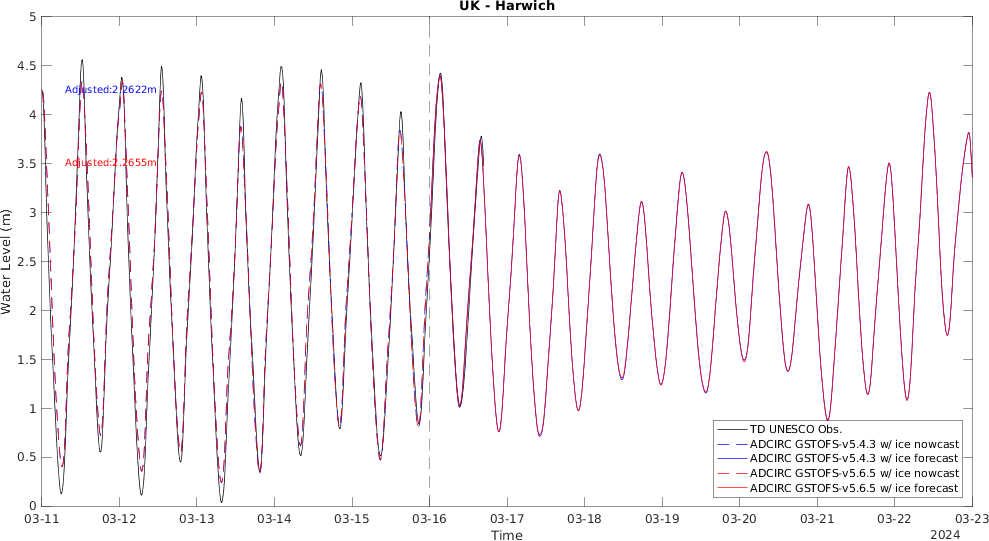 UK - Harwich
5
4.5
4
3.5
3
2.5
2
1.5
1
0.5
0
Water Level (m)
Adjusted:2.2622m
Adjusted:2.2655m
TD UNESCO Obs.
ADCIRC GSTOFS-v5.4.3 w/ ice nowcast
ADCIRC GSTOFS-v5.4.3 w/ ice forecast
ADCIRC GSTOFS-v5.6.5 w/ ice nowcast
ADCIRC GSTOFS-v5.6.5 w/ ice forecast
03-11 03-12 03-13 03-14 03-15 03-16 03-17 03-18 03-19 03-20 03-21 03-22 03-23
Time
2024